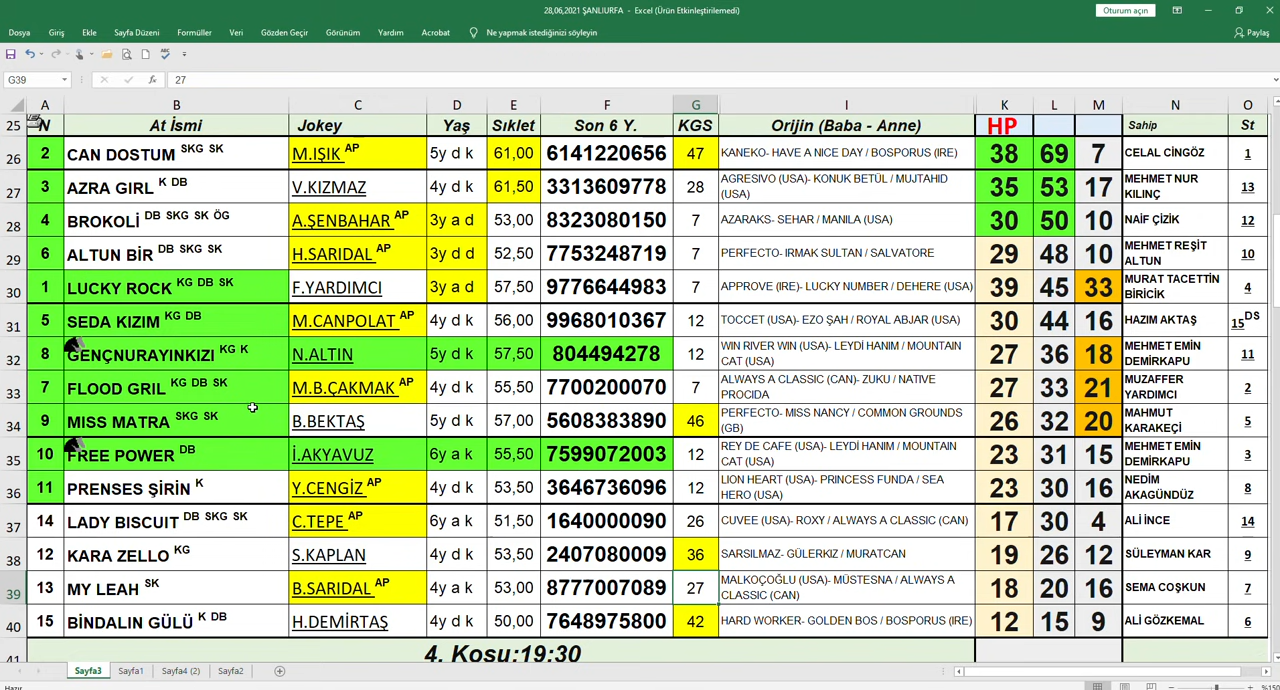 28,06,2021 ŞANLIURFA - Excel (Ürün Etkinleştirilemedi)
Oturum açın
Dosya Giriş Ekle Sayfa Düzeni Formüller Veri Gözden Geçir Görünüm Yardım Acrobat Ne yapmak istediğinizi söyleyin Paylaş
G39 fx 27
A B C D E F G I K L M N O
25 N At İsmi Jokey Yaş Sıklet Son 6 Y. KGS Orijin (Baba - Anne) HP Sahip St
26 2 CAN DOSTUM SKG SK M.IŞIK AP 5y d k 61,00 6141220656 47 KANEKO- HAVE A NICE DAY / BOSPORUS (IRE) 38 69 7 CELAL CİNGÖZ 1
27 3 AZRA GIRL K DB V.KIZMAZ 4y d k 61,50 3313609778 28 AGRESIVO (USA)- KONUK BETÜL / MUJTAHID (USA) 35 53 17 MEHMET NUR KILINÇ 13
28 4 BROKOLİ DB SKG SK ÖG A.ŞENBAHAR AP 3y a d 53,00 8323080150 7 AZARAKS- SEHAR / MANILA (USA) 30 50 10 NAİF ÇİZİK 12
29 6 ALTUN BİR DB SKG SK H.SARIDAL AP 3y d d 52,50 7753248719 7 PERFECTO- IRMAK SULTAN / SALVATORE 29 48 10 MEHMET REŞİT ALTUN 10
30 1 LUCKY ROCK KG DB SK F.YARDIMCI 3y a d 57,50 9776644983 7 APPROVE (IRE)- LUCKY NUMBER / DEHERE (USA) 39 45 33 MURAT TACETTİN BİRİCİK 4
31 5 SEDA KIZIM KG DB M.CANPOLAT AP 4y d k 56,00 9968010367 12 TOCCET (USA)- EZO ŞAH / ROYAL ABJAR (USA) 30 44 16 HAZIM AKTAŞ 15 DS
32 8 GENÇNURAYINKIZI KG K N.ALTIN 5y d k 57,50 804494278 12 WIN RIVER WIN (USA)- LEYDİ HANIM / MOUNTAIN CAT (USA) 27 36 18 MEHMET EMİN DEMİRKAPU 11
33 7 FLOOD GRIL KG DB SK M.B.ÇAKMAK AP 4y d k 55,50 7700200070 7 ALWAYS A CLASSIC (CAN)- ZUKU / NATIVE PROCIDA 27 33 21 MUZAFFER YARDIMCI 2
34 9 MISS MATRA SKG SK B.BEKTAŞ 5y d k 57,00 5608383890 46 PERFECTO- MISS NANCY / COMMON GROUNDS (GB) 26 32 20 MAHMUT KARAKEÇİ 5
35 10 FREE POWER DB İ.AKYAVUZ 6y a k 55,50 7599072003 12 REY DE CAFE (USA)- LEYDİ HANIM / MOUNTAIN CAT (USA) 23 31 15 MEHMET EMİN DEMİRKAPU 3
36 11 PRENSES ŞİRİN K Y.CENGİZ AP 4y d k 53,50 3646736096 12 LION HEART (USA)- PRINCESS FUNDA / SEA HERO (USA) 23 30 16 NEDİM AKAGÜNDÜZ 8
37 14 LADY BISCUIT DB SKG SK C.TEPE AP 6y a k 51,50 1640000090 26 CUVEE (USA)- ROXY / ALWAYS A CLASSIC (CAN) 17 30 4 ALİ İNCE 14
38 12 KARA ZELLO KG S.KAPLAN 4y d k 53,50 2407080009 36 SARSILMAZ- GÜLERKIZ / MURATCAN 19 26 12 SÜLEYMAN KAR 9
39 13 MY LEAH SK B.SARIDAL AP 4y a k 53,00 8777007089 27 MALKOÇOĞLU (USA)- MÜSTESNA / ALWAYS A CLASSIC (CAN) 18 20 16 SEMA COŞKUN 7
40 15 BİNDALIN GÜLÜ K DB H.DEMİRTAŞ 4y d k 50,00 7648975800 42 HARD WORKER- GOLDEN BOS / BOSPORUS (IRE) 12 15 9 ALİ GÖZKEMAL 6
41 4. Koşu:19:30
Sayfa3 Sayfa1 Sayfa4 (2) Sayfa2
Hazır %150